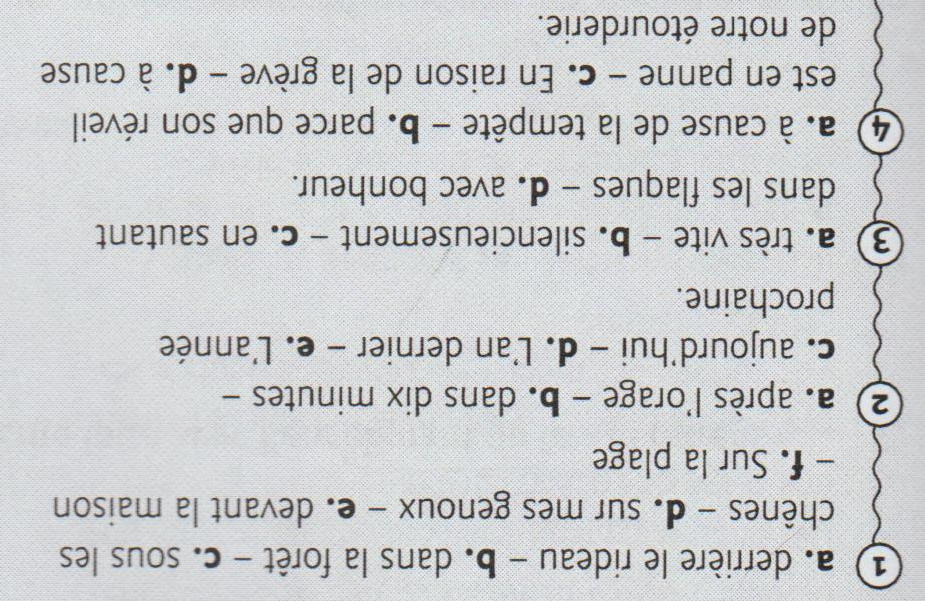 1 a. derrière le rideau – b. dans la forêt – c. sous les
chênes – d. sur mes genoux – e. devant la maison
– f. Sur la plage
2 a. après l'orage – b. dans dix minutes –
c. aujourd'hui – d. L'an dernier – e. L'année
prochaine.
3 a. très vite – b. silencieusement – c. en sautant
dans les flaques – d. avec bonheur.
4 a. à cause de la tempête – b. parce que son réveil
est en panne – c. En raison de la grève – d. à cause
de notre étourderie.